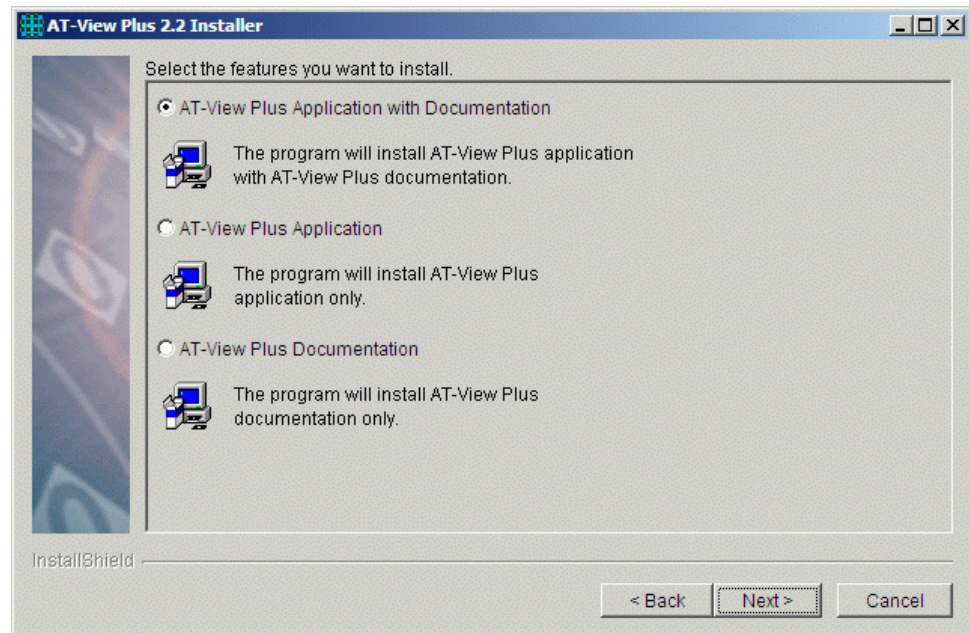 AT-View Plus 2.2 Installer
Select the features you want to install.
AT-View Plus Application with Documentation
The program will install AT-View Plus application
with AT-View Plus documentation.
AT-View Plus Application
The program will install AT-View Plus
application only.
AT-View Plus Documentation
The program will install AT-View Plus
documentation only.
InstallShield
< Back
Next >
Cancel